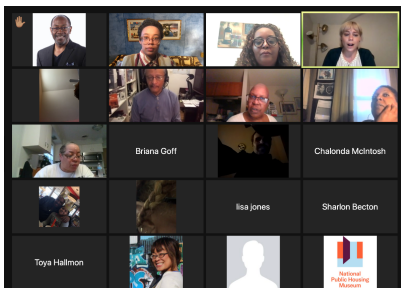 Briana Goff
Chalonda McIntosh
lisa jones
Sharlon Becton
Toya Hallmon
National
Public Housing
Museum